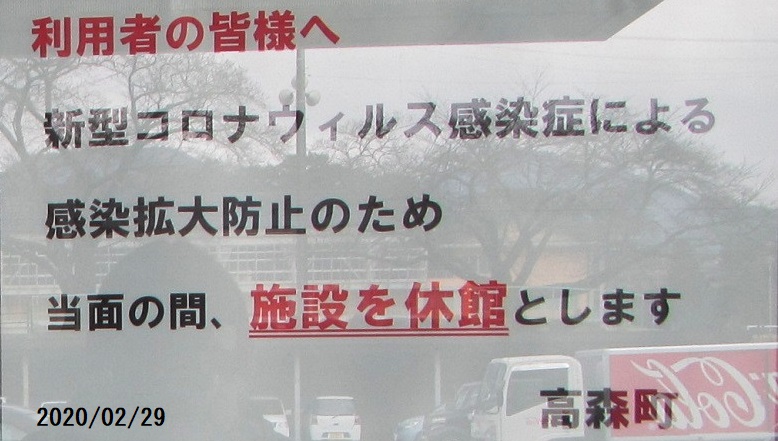 利用者の皆様へ
新型コロナウィルス感染症による
感染拡大防止のため
当面の間、施設を休館とします
高森町
2020/02/29
Coca-Cola